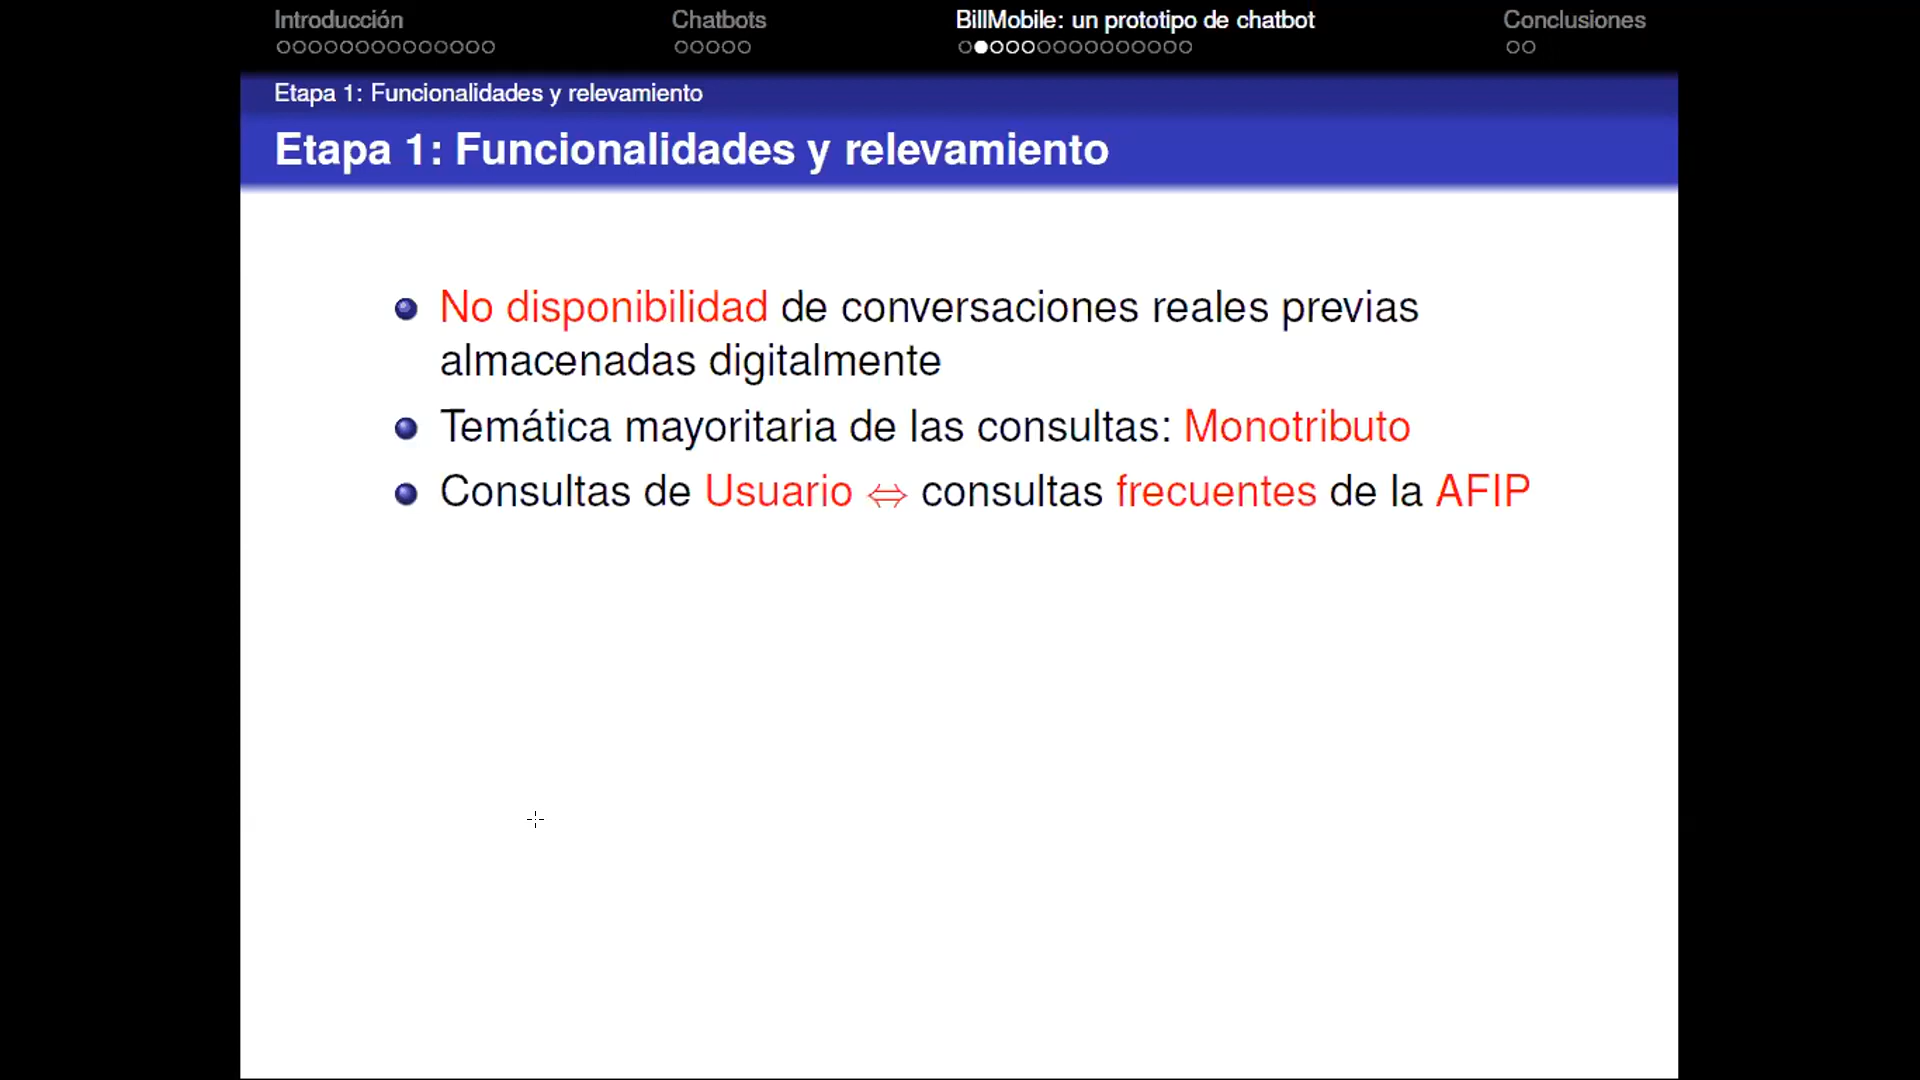 Introducción
Chatbots
BillMobile: un prototipo de chatbot
Conclusiones
Etapa 1: Funcionalidades y relevamiento
Etapa 1: Funcionalidades y relevamiento
No disponibilidad de conversaciones reales previas
almacenadas digitalmente
Temática mayoritaria de las consultas: Monotributo
Consultas de Usuario ⇔ consultas frecuentes de la AFIP